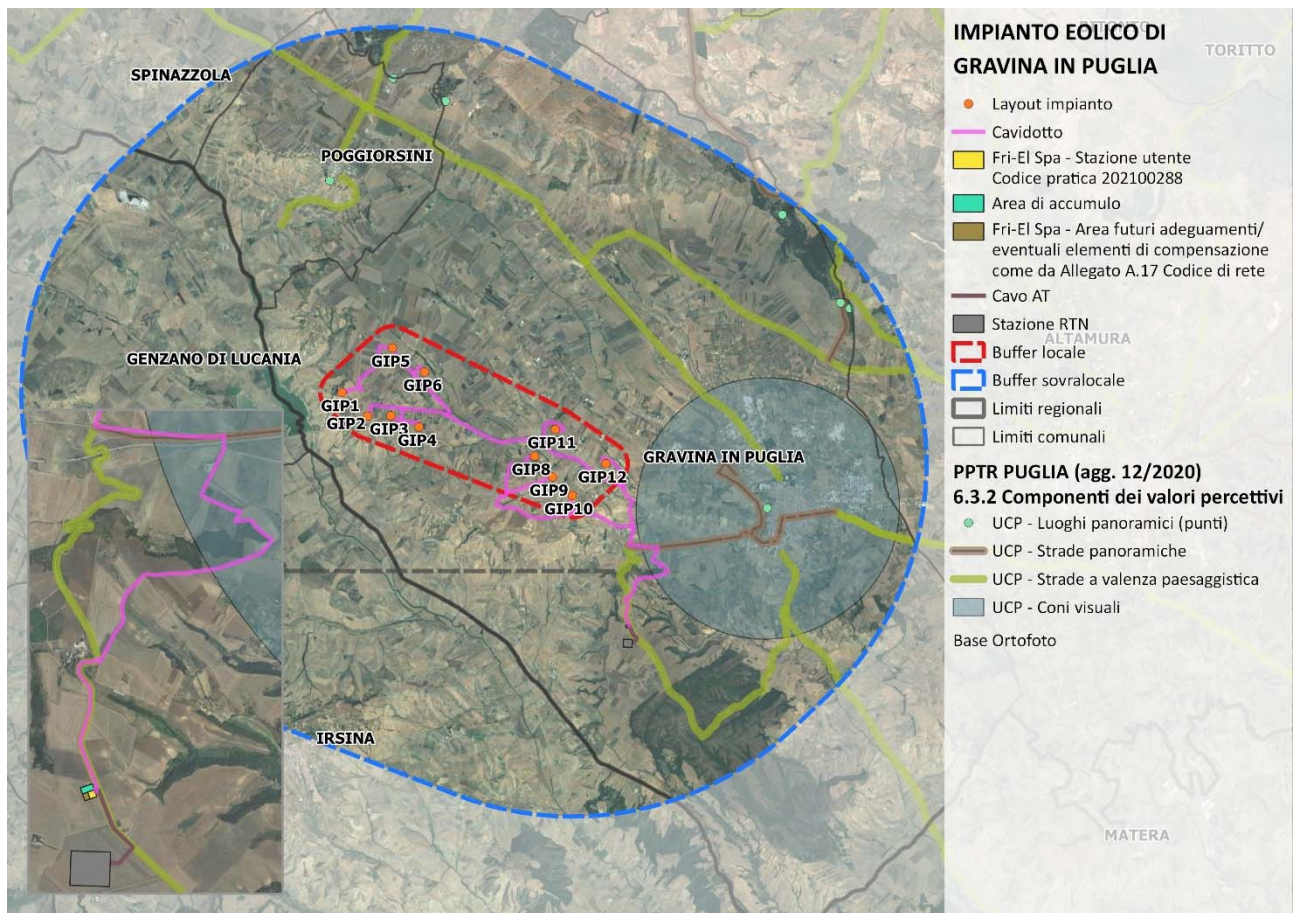 SPINAZZOLA
POGGIORSINI
GENZANO DI LUCANIA
GIP5
GIP6
GIP1
GIP2
GIP3
GIP4
GIP11
GIP8
GIP12
GIP9
GIP10
GRAVINA IN PUGLIA
IRSINA
BITONTO
TORITTO
ALTAMURA
MATERA
IMPIANTO EOLICO DI
GRAVINA IN PUGLIA
Layout impianto
Cavidotto
Fri-El Spa - Stazione utente
Codice pratica 202100288
Area di accumulo
Fri-El Spa - Area futuri adeguamenti/
eventuali elementi di compensazione
come da Allegato A.17 Codice di rete
Cavo AT
Stazione RTN
Buffer locale
Buffer sovralocale
Limiti regionali
Limiti comunali
PPTR PUGLIA (agg. 12/2020)
6.3.2 Componenti dei valori percettivi
UCP - Luoghi panoramici (punti)
UCP - Strade panoramiche
UCP - Strade a valenza paesaggistica
UCP - Coni visuali
Base Ortofoto